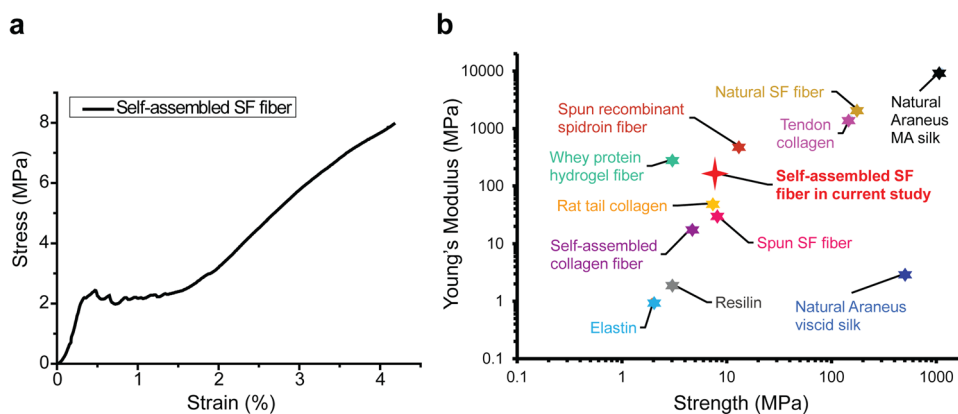 a
Self-assembled SF fiber
8
6
4
2
0
Stress (MPa)
0
1
2
3
4
Strain (%)
b
10000
1000
100
10
1
0.1
Young's Modulus (MPa)
0.1
1
10
100
1000
Strength (MPa)
Natural SF fiber
Spun recombinant
spidroin fiber
Tendon
collagen
Natural
Araneus
MA silk
Whey protein
hydrogel fiber
Self-assembled SF
fiber in current study
Rat tail collagen
Self-assembled
collagen fiber
Spun SF fiber
Resilin
Elastin
Natural Araneus
viscid silk